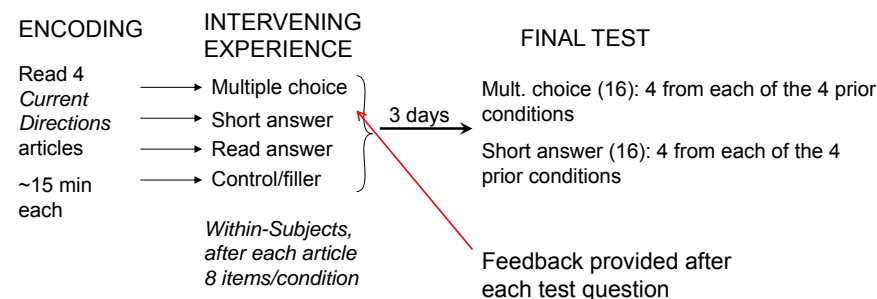 ENCODING
Read 4
Current
Directions
articles
~15 min
each
INTERVENING
EXPERIENCE
Multiple choice
Short answer
Read answer
Control/filler
Within-Subjects,
after each article
8 items/condition
3 days
FINAL TEST
Mult. choice (16): 4 from each of the 4 prior
conditions
Short answer (16): 4 from each of the 4
prior conditions
Feedback provided after
each test question